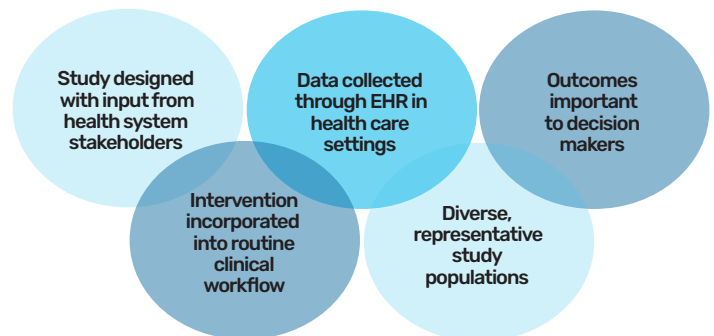 Study designed
with input from
health system
stakeholders
Data collected
through EHR in
health care
settings
Outcomes
important
to decision
makers
Intervention
incorporated
into routine
clinical
workflow
Diverse,
representative
study
populations